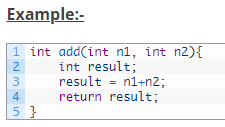 Example:-
1 int add(int n1, int n2){
2     int result;
3     result = n1+n2;
4     return result;
5 }